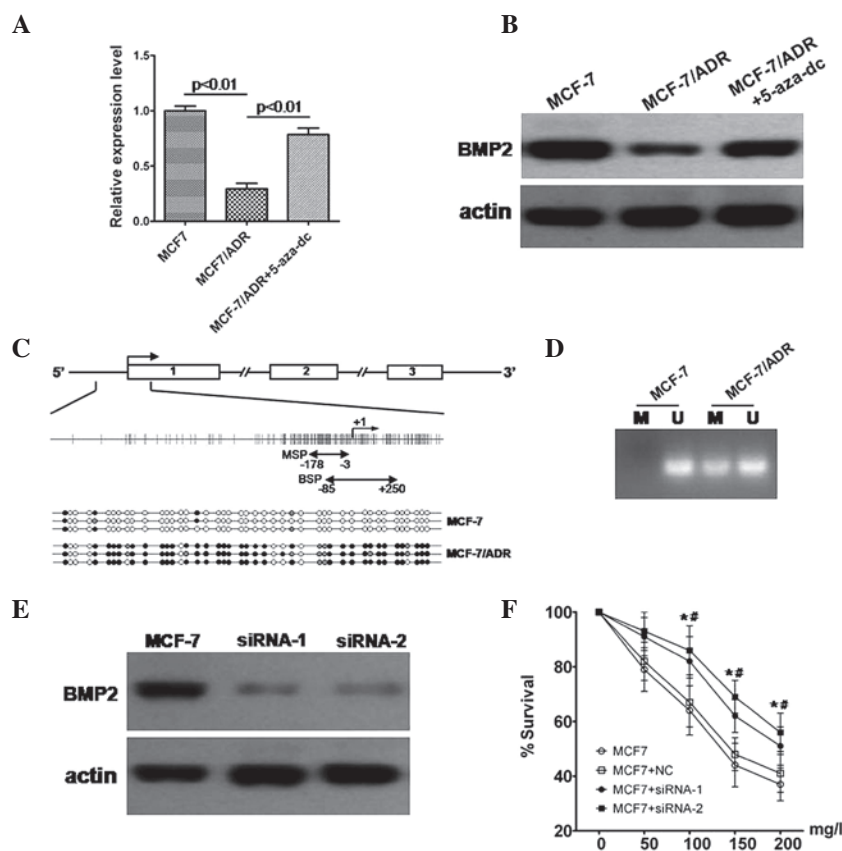 A
Relative expression level
1.5
1.0
0.5
0.0
p<0.01
p<0.01
MCF7
MCF7/ADR
MCF-7/ADR+5-aza-dc
B
MCF-7
MCF-7/ADR
MCF-7/ADR
+5-aza-dc
BMP2
actin
C
5' 1 2 3 3'
+1
MSP
-178 -3
BSP
-85 +250
MCF-7
MCF-7/ADR
D
MCF-7 MCF-7/ADR
M U M U
E
MCF-7 siRNA-1 siRNA-2
BMP2
actin
F
% Survival
100
80
60
40
20
*# *# *#
MCF7
MCF7+NC
MCF7+siRNA-1
MCF7+siRNA-2
0 50 100 150 200 mg/l